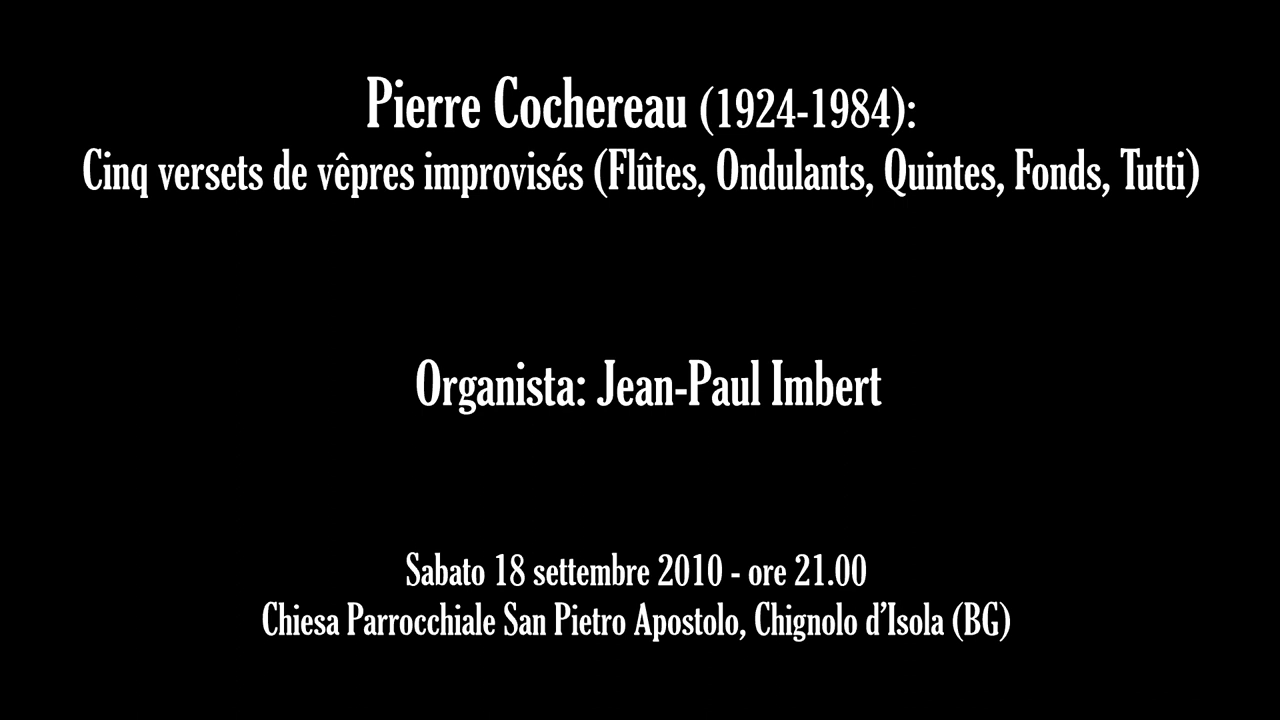 Pierre Cochereau (1924-1984):
Cinq versets de vêpres improvisés (Flûtes, Ondulants, Quintes, Fonds, Tutti)
Organista: Jean-Paul Imbert
Sabato 18 settembre 2010 - ore 21.00
Chiesa Parrocchiale San Pietro Apostolo, Chignolo d’Isola (BG)